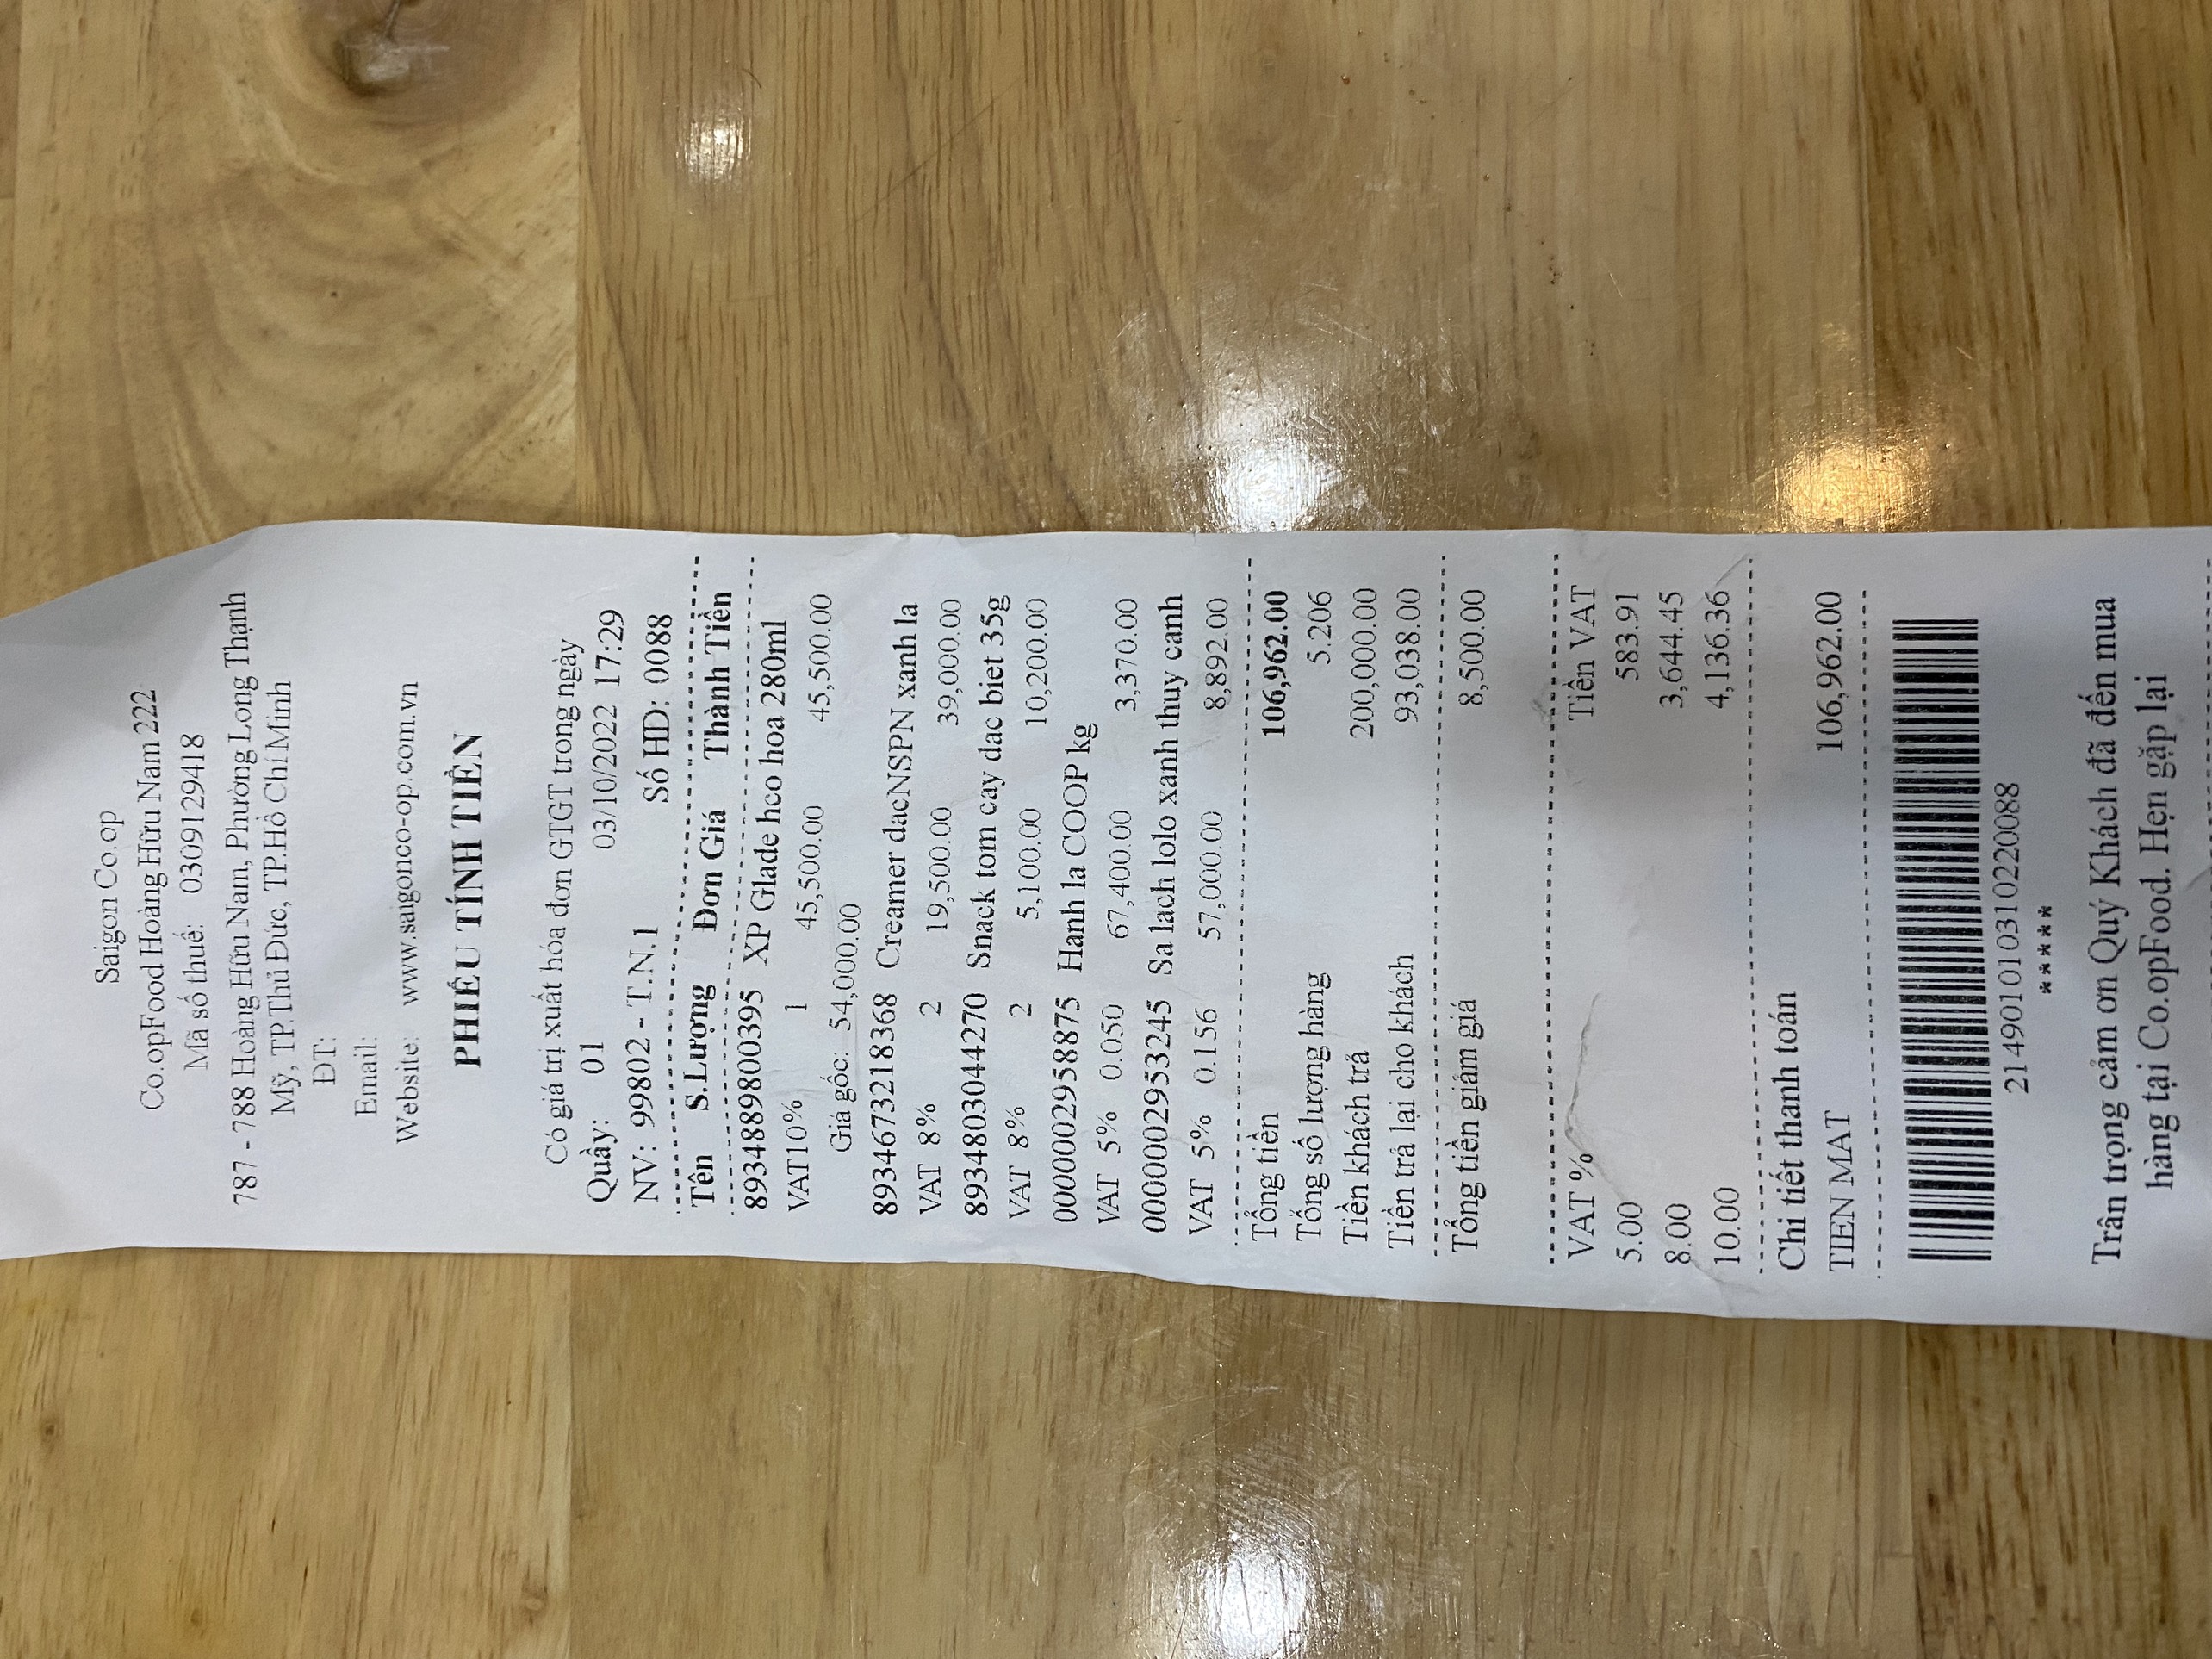 Saigon Co.op
Co.opFood Hoàng Hữu Nam 222
Mã số thuế: 0309129418
787 - 788 Hoàng Hữu Nam, Phường Long Thạnh
Mỹ, TP.Thủ Đức, TP.Hồ Chí Minh
ĐT:
Email:
Website: www.saigonco-op.com.vn
PHIẾU TÍNH TIỀN
Có giá trị xuất hóa đơn GTGT trong ngày
Quầy: 01 03/10/2022 17:29
NV: 99802 - T.N.1 Số HD: 0088
Tên S.Lượng Đơn Giá Thành Tiền
8934889800395 XP Glade hco hoa 280ml
VAT10% 1 45,500.00 45,500.00
Giá gốc: 54,000.00
8934673218368 Creamer dacNSPN xanh la
VAT 8% 2 19,500.00 39,000.00
8934803044270 Snack tom cay dac biet 35g
VAT 8% 2 5,100.00 10,200.00
0000002958875 Hanh la COOP kg
VAT 5% 0.050 67,400.00 3,370.00
0000002953245 Sa lach lolo xanh thuy canh
VAT 5% 0.156 57,000.00 8,892.00
Tổng tiền 106,962.00
Tổng số lượng hàng 5.206
Tiền khách trả 200,000.00
Tiền trả lại cho khách 93,038.00
Tổng tiền giảm giá 8,500.00
VAT % Tiền VAT
5.00 583.91
8.00 3,644.45
10.00 4,136.36
Chi tiết thanh toán
TIEN MAT 106,962.00
214901010310220088
*****
Trân trọng cảm ơn Quý Khách đã đến mua
hàng tại Co.opFood. Hẹn gặp lại